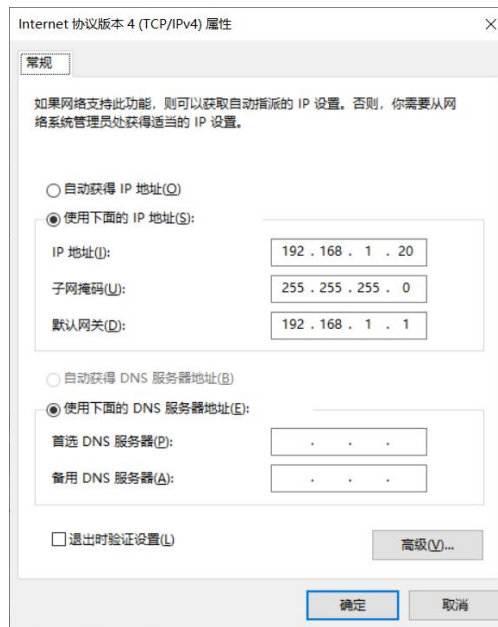 Internet 协议版本 4 (TCP/IPv4) 属性
常规
如果网络支持此功能，则可以获取自动指派的 IP 设置。否则，你需要从网
络系统管理员处获得适当的 IP 设置。
自动获得 IP 地址(O)
使用下面的 IP 地址(S):
IP 地址(I): 192 . 168 . 1 . 20
子网掩码(U): 255 . 255 . 255 . 0
默认网关(D): 192 . 168 . 1 . 1
自动获得 DNS 服务器地址(B)
使用下面的 DNS 服务器地址(E):
首选 DNS 服务器(P): . . .
备用 DNS 服务器(A): . . .
退出时验证设置(L)
高级(V)...
确定 取消